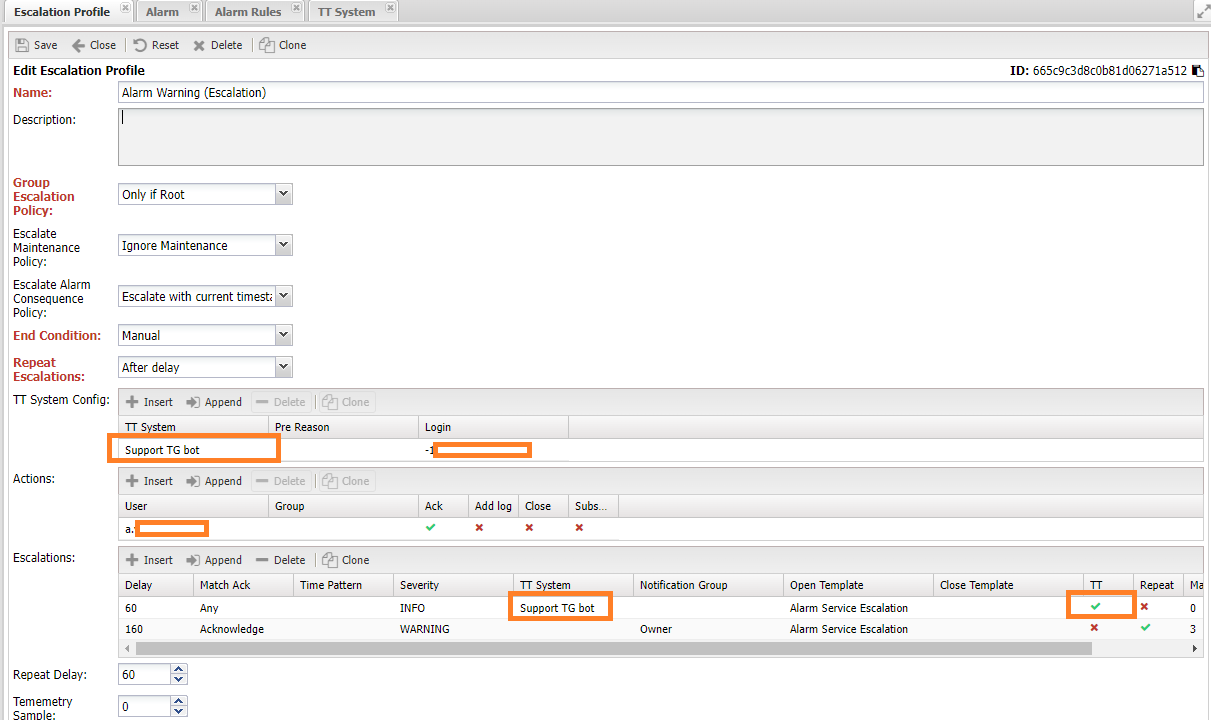 Escalation Profile Alarm Alarm Rules TT System
Save Close Reset Delete Clone
Edit Escalation Profile ID: 665c9c3d8c0b81d06271a512
Name: Alarm Warning (Escalation)
Description:
Group
Escalation
Policy:
Only if Root
Escalate
Maintenance
Policy:
Ignore Maintenance
Escalate Alarm
Consequence
Policy:
Escalate with current timesta
End Condition: Manual
Repeat
Escalations:
After delay
TT System Config: Insert Append Delete Clone
TT System Pre Reason Login
Support TG bot -1
Actions: Insert Append Delete Clone
User Group Ack Add log Close Subs...
a.
Escalations: Insert Append Delete Clone
Delay Match Ack Time Pattern Severity TT System Notification Group Open Template Close Template TT Repeat Ma
60 Any INFO Support TG bot Alarm Service Escalation 0
160 Acknowledge WARNING Owner Alarm Service Escalation 3
Repeat Delay: 60
Tememetry
Sample:
0